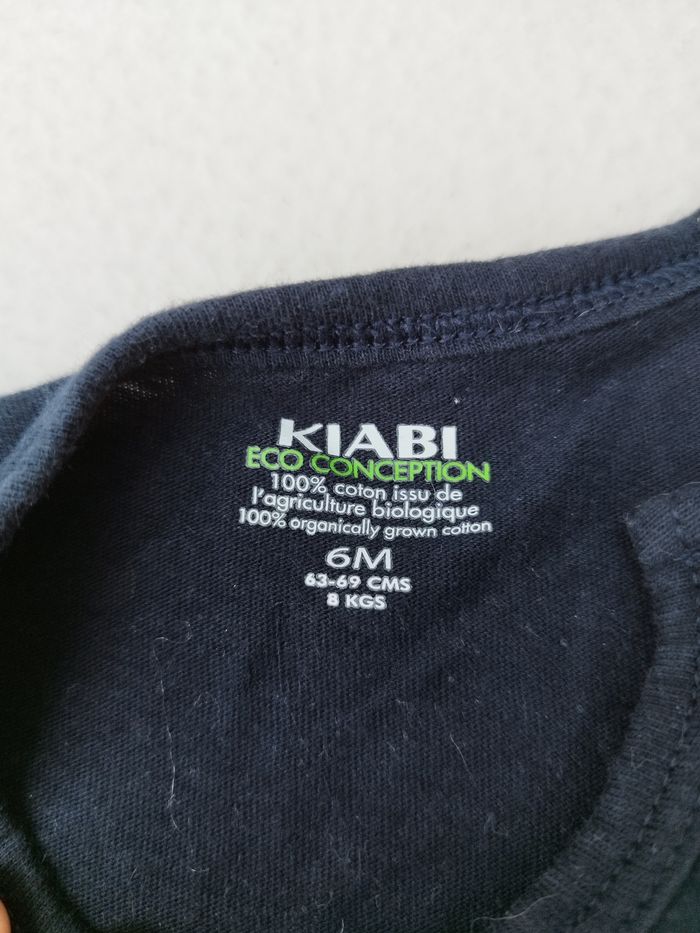 KIABI
ECO CONCEPTION
100% coton issu de
l'agriculture biologique
100% organically grown cotton
6M
63-69 CMS
8 KGS